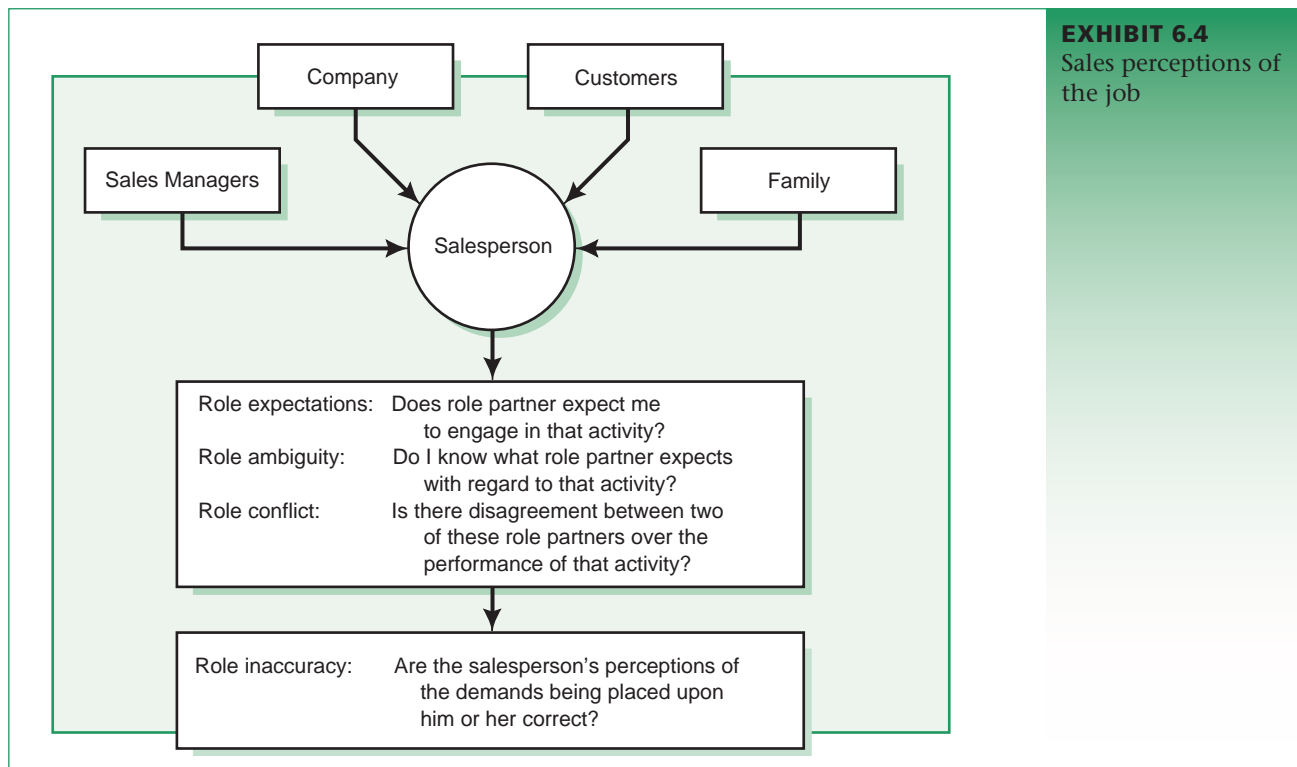 EXHIBIT 6.4
Sales perceptions of
the job
Company
Customers
Sales Managers
Family
Salesperson
Role expectations: Does role partner expect me
to engage in that activity?
Role ambiguity: Do I know what role partner expects
with regard to that activity?
Role conflict: Is there disagreement between two
of these role partners over the
performance of that activity?
Role inaccuracy: Are the salesperson's perceptions of
the demands being placed upon
him or her correct?